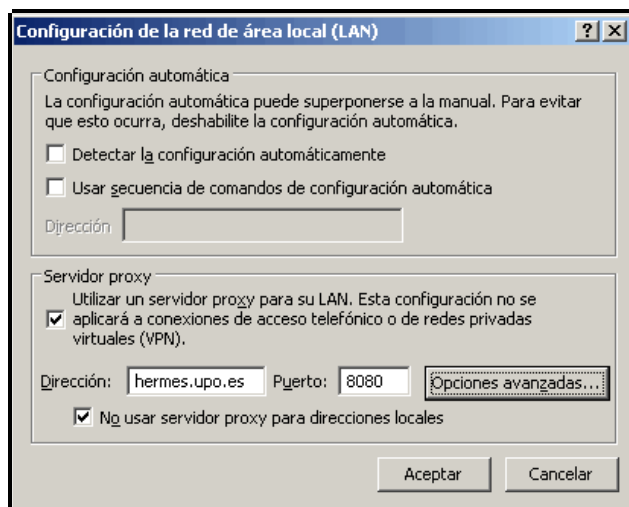 Configuración de la red de área local (LAN)
Configuración automática
La configuración automática puede superponerse a la manual. Para evitar
que esto ocurra, deshabilite la configuración automática.
Detectar la configuración automáticamente
Usar secuencia de comandos de configuración automática
Dirección
Servidor proxy
Utilizar un servidor proxy para su LAN. Esta configuración no se
aplicará a conexiones de acceso telefónico o de redes privadas
virtuales (VPN).
Dirección: hermes.upo.es Puerto: 8080 Opciones avanzadas...
No usar servidor proxy para direcciones locales
Aceptar Cancelar